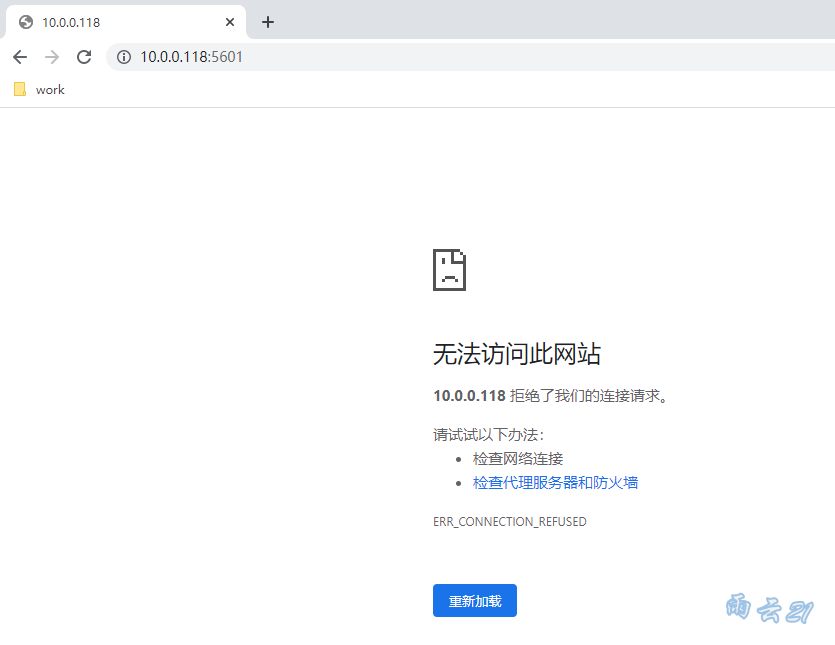 10.0.0.118
10.0.0.118:5601
work
无法访问此网站
10.0.0.118 拒绝了我们的连接请求。
请试试以下办法：
检查网络连接
检查代理服务器和防火墙
ERR_CONNECTION_REFUSED
重新加载
雨云21